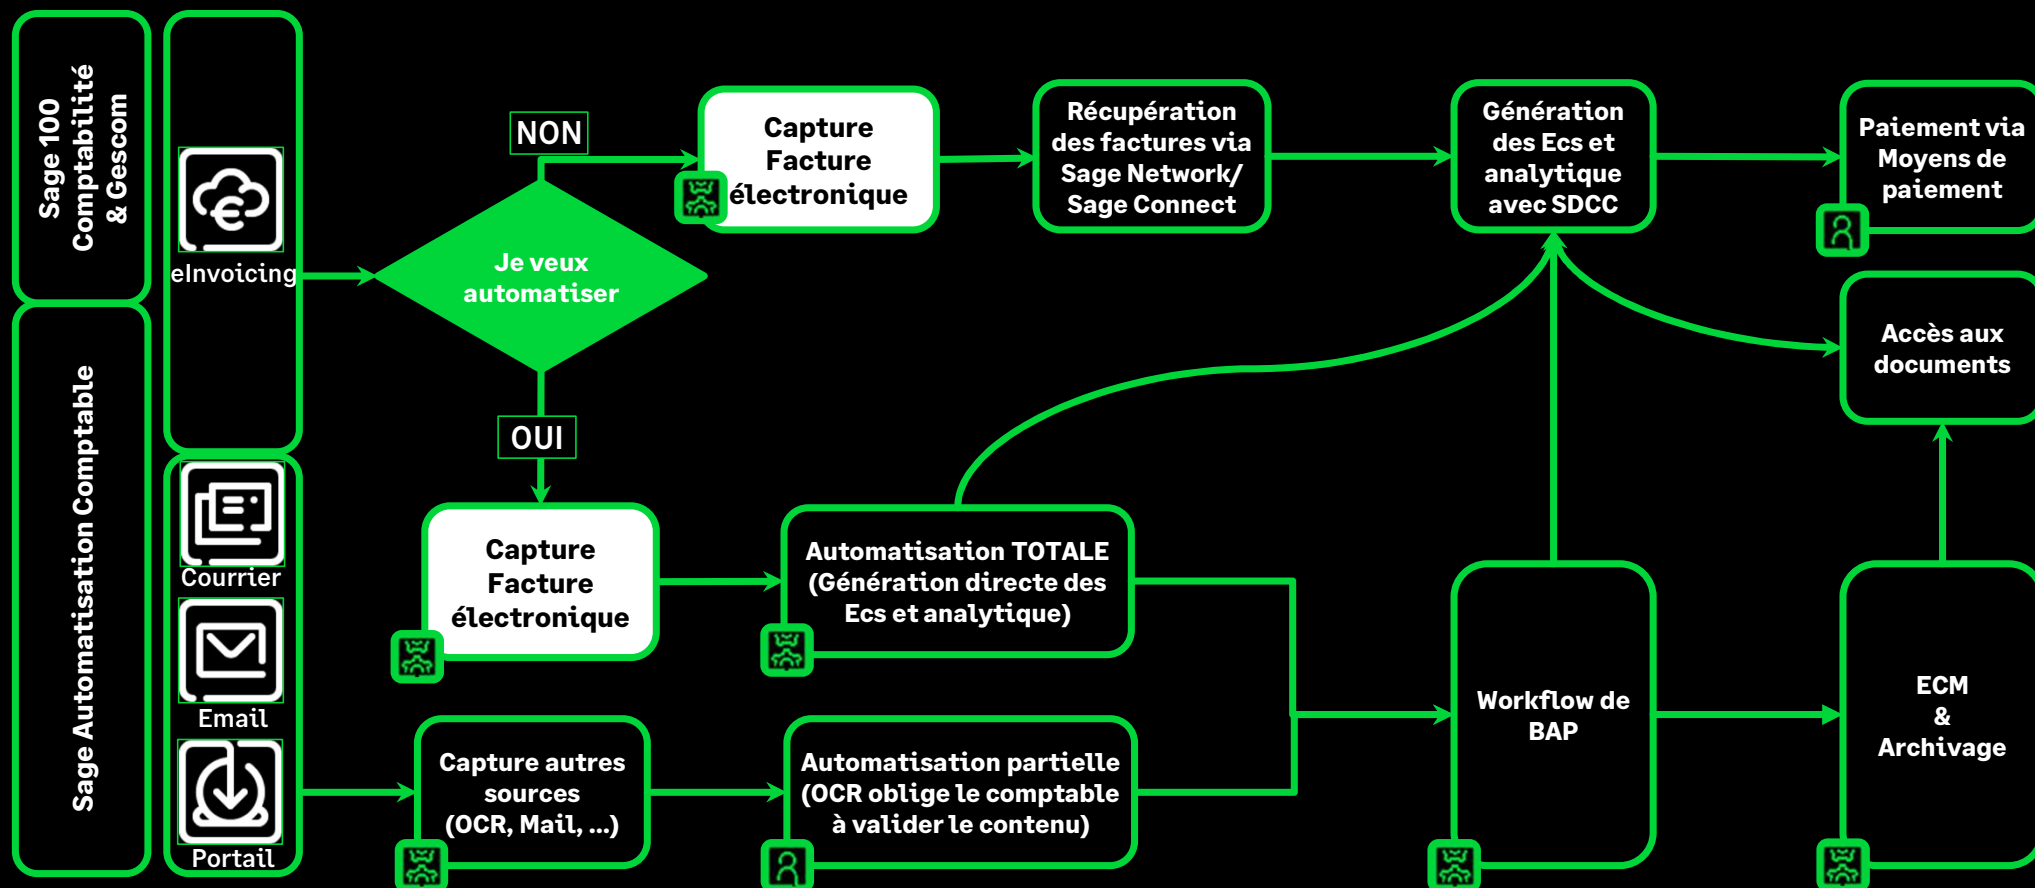 Sage 100
Comptabilité
& Gescom
Sage Automatisation Comptable
eInvoicing
Courrier
Email
Portail
Je veux
automatiser
NON
Capture
Facture
électronique
Récupération
des factures via
Sage Network/
Sage Connect
Génération
des Ecs et
analytique
avec SDCC
Paiement via
Moyens de
paiement
Accès aux
documents
OUI
Capture
Facture
électronique
Automatisation TOTALE
(Génération directe des
Ecs et analytique)
Capture autres
sources
(OCR, Mail, ...)
Automatisation partielle
(OCR oblige le comptable
à valider le contenu)
Workflow de
BAP
ECM
&
Archivage